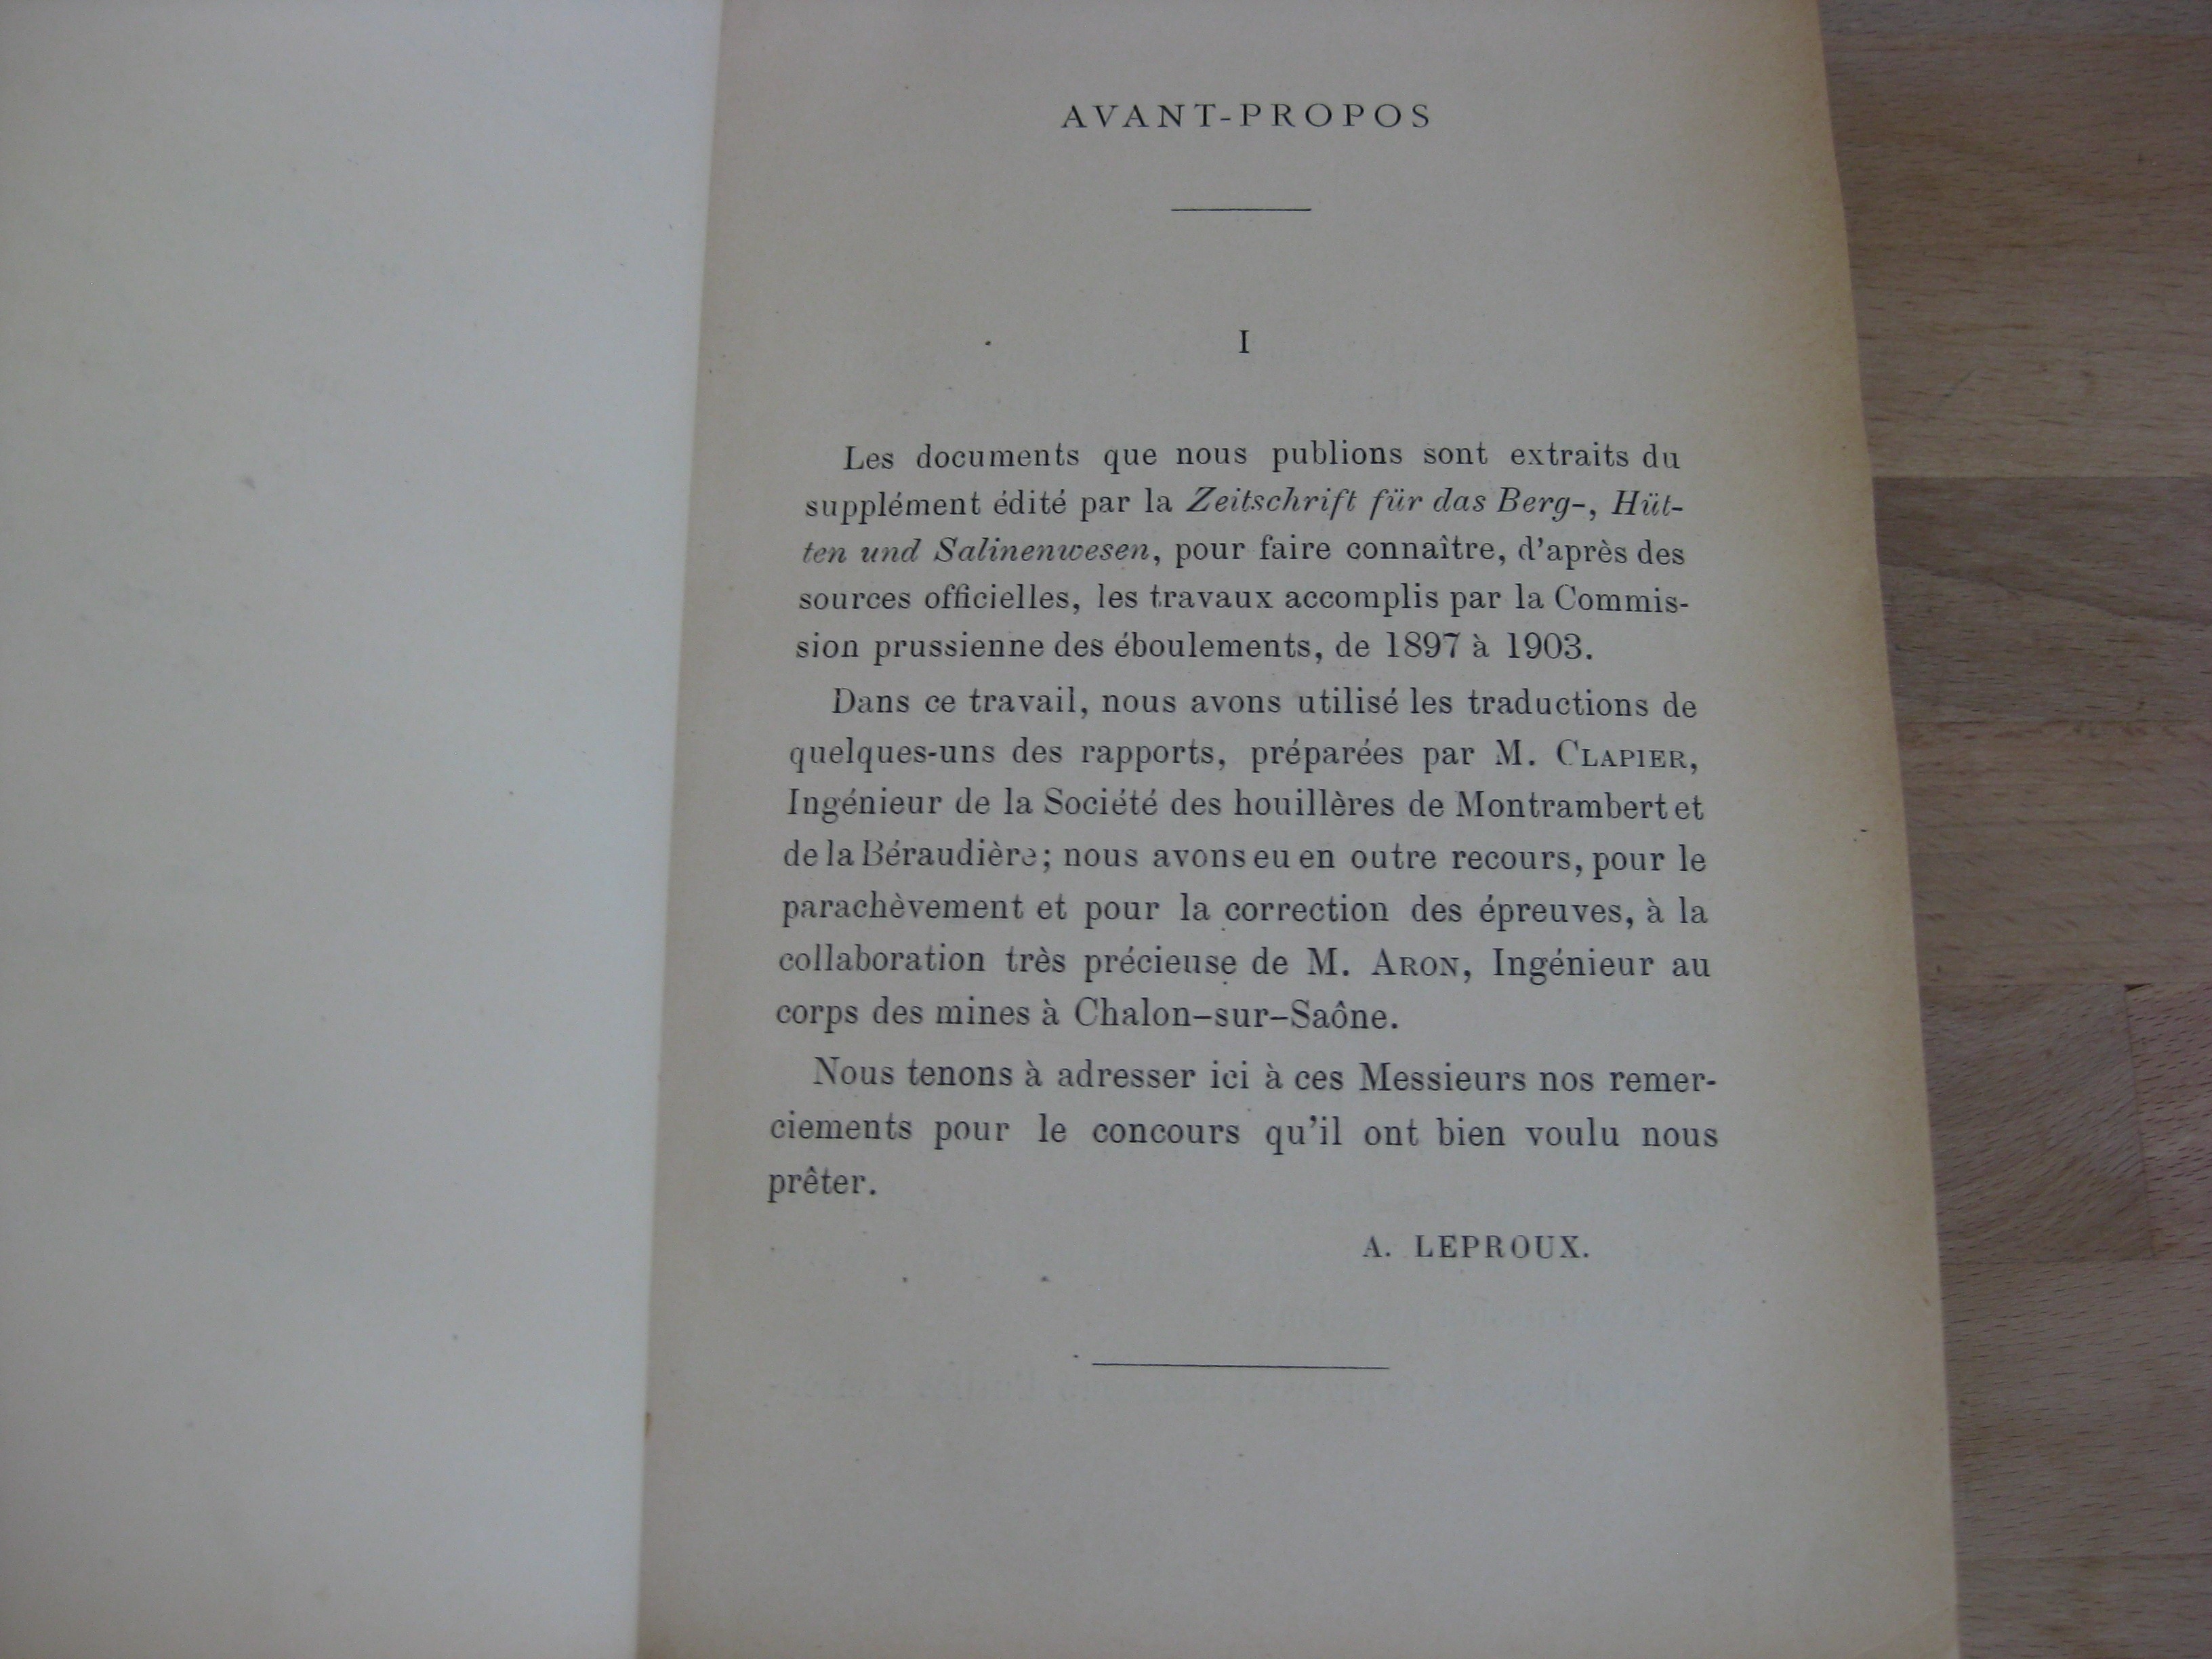 AVANT-PROPOS
I
Les documents que nous publions sont extraits du
supplément édité par la Zeitschrift für das Berg-, Hüt-
ten und Salinenwesen, pour faire connaître, d'après des
sources officielles, les travaux accomplis par la Commis-
sion prussienne des éboulements, de 1897 à 1903.
Dans ce travail, nous avons utilisé les traductions de
quelques-uns des rapports, préparées par M. CLAPIER,
Ingénieur de la Société des houillères de Montrambert et
de la Béraudière; nous avons eu en outre recours, pour le
parachèvement et pour la correction des épreuves, à la
collaboration très précieuse de M. ARON, Ingénieur au
corps des mines à Chalon-sur-Saône.
Nous tenons à adresser ici à ces Messieurs nos remer-
ciements pour le concours qu'il ont bien voulu nous
prêter.
A. LEPROUX.